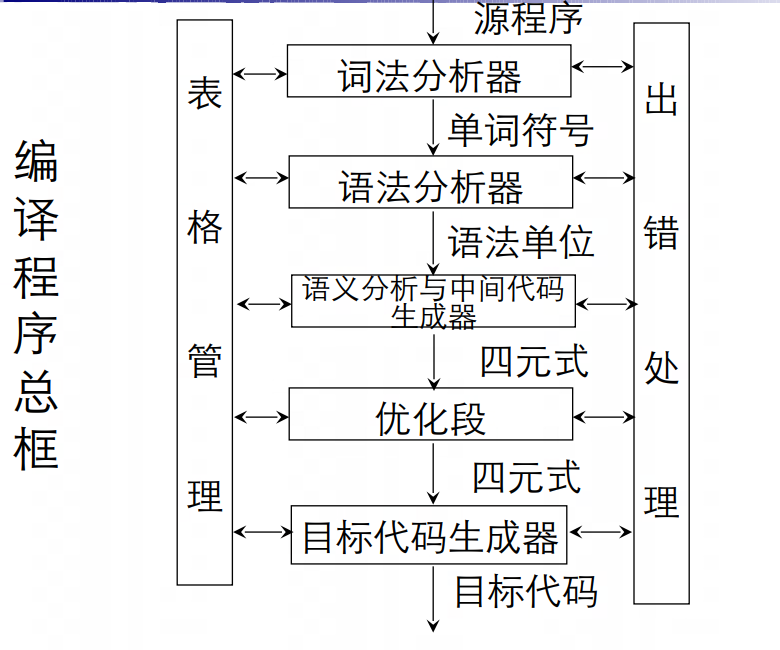 编译程序总框
表格管理
源程序
词法分析器
单词符号
语法分析器
语法单位
语义分析与中间代码
生成器
四元式
优化段
四元式
目标代码生成器
目标代码
出错处理